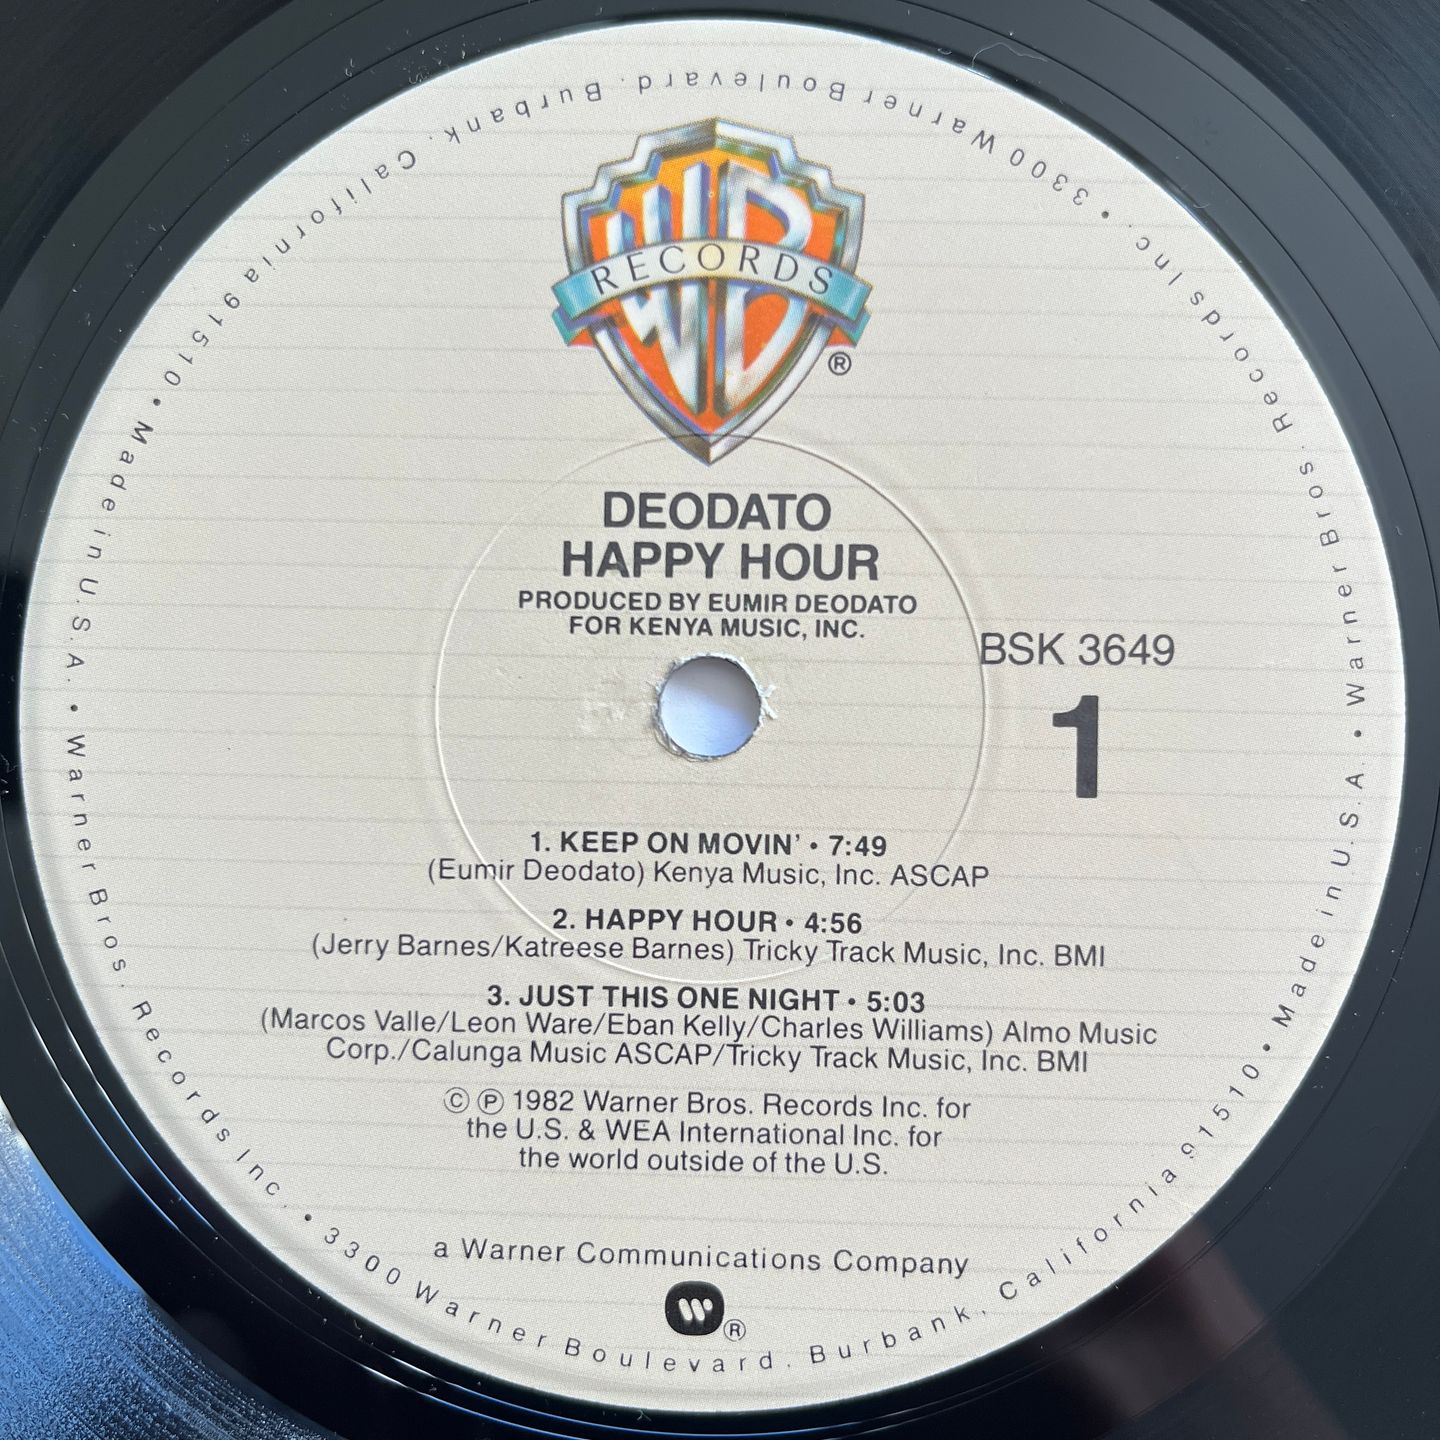 WB
RECORDS
®
DEODATO
HAPPY HOUR
PRODUCED BY EUMIR DEODATO
FOR KENYA MUSIC, INC.
BSK 3649
1
1. KEEP ON MOVIN' • 7:49
(Eumir Deodato) Kenya Music, Inc. ASCAP
2. HAPPY HOUR • 4:56
(Jerry Barnes/Katreese Barnes) Tricky Track Music, Inc. BMI
3. JUST THIS ONE NIGHT • 5:03
(Marcos Valle/Leon Ware/Eban Kelly/Charles Williams) Almo Music
Corp./Calunga Music ASCAP/Tricky Track Music, Inc. BMI
© ℗ 1982 Warner Bros. Records Inc. for
the U.S. & WEA International Inc. for
the world outside of the U.S.
a Warner Communications Company
®
Warner Bros. Records Inc. • 3300 Warner Boulevard. Burbank, California 91510 • Made in U.S.A. • Warner Bros. Records Inc. • 3300 Warner Boulevard. Burbank. California 91510 • Made in U.S.A. •